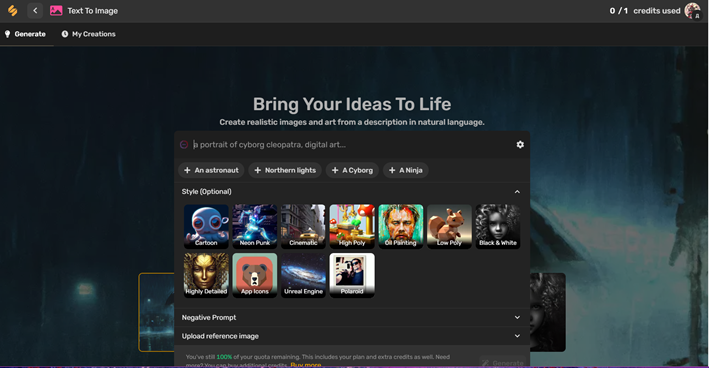 Text To Image
0 / 1 credits used
Generate
My Creations
Bring Your Ideas To Life
Create realistic images and art from a description in natural language.
a portrait of cyborg cleopatra, digital art...
+ An astronaut
+ Northern lights
+ A Cyborg
+ A Ninja
Style (Optional)
Cartoon
Neon Punk
Cinematic
High Poly
Oil Painting
Low Poly
Black & White
Highly Detailed
App Icons
Unreal Engine
Polaroid
Negative Prompt
Upload reference image
You've still 100% of your quota remaining. This includes your plan and extra credits as well. Need
more? You can buy additional credits. Buy more
Generate